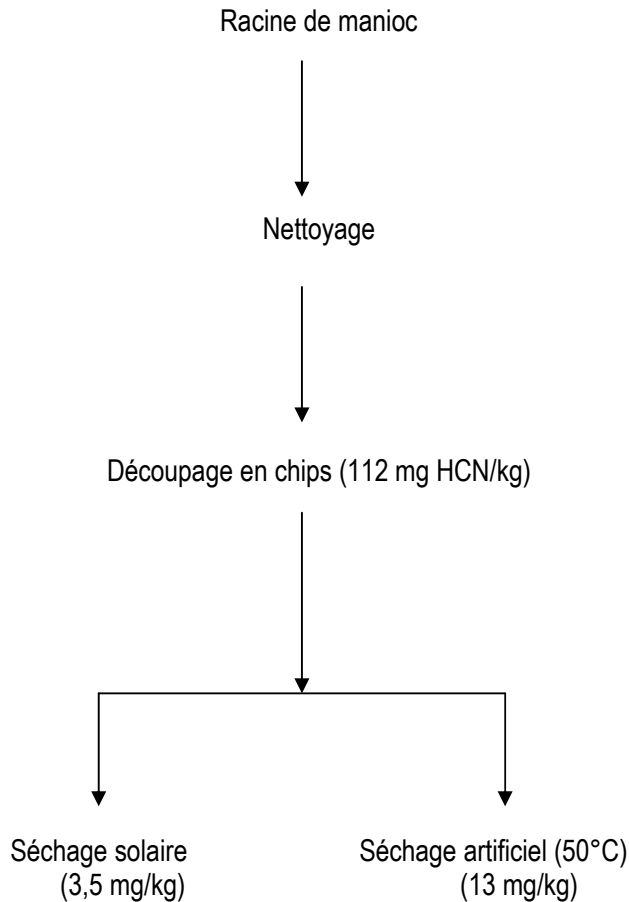 Racine de manioc
Nettoyage
Découpage en chips (112 mg HCN/kg)
Séchage solaire
(3,5 mg/kg)
Séchage artificiel (50°C)
(13 mg/kg)